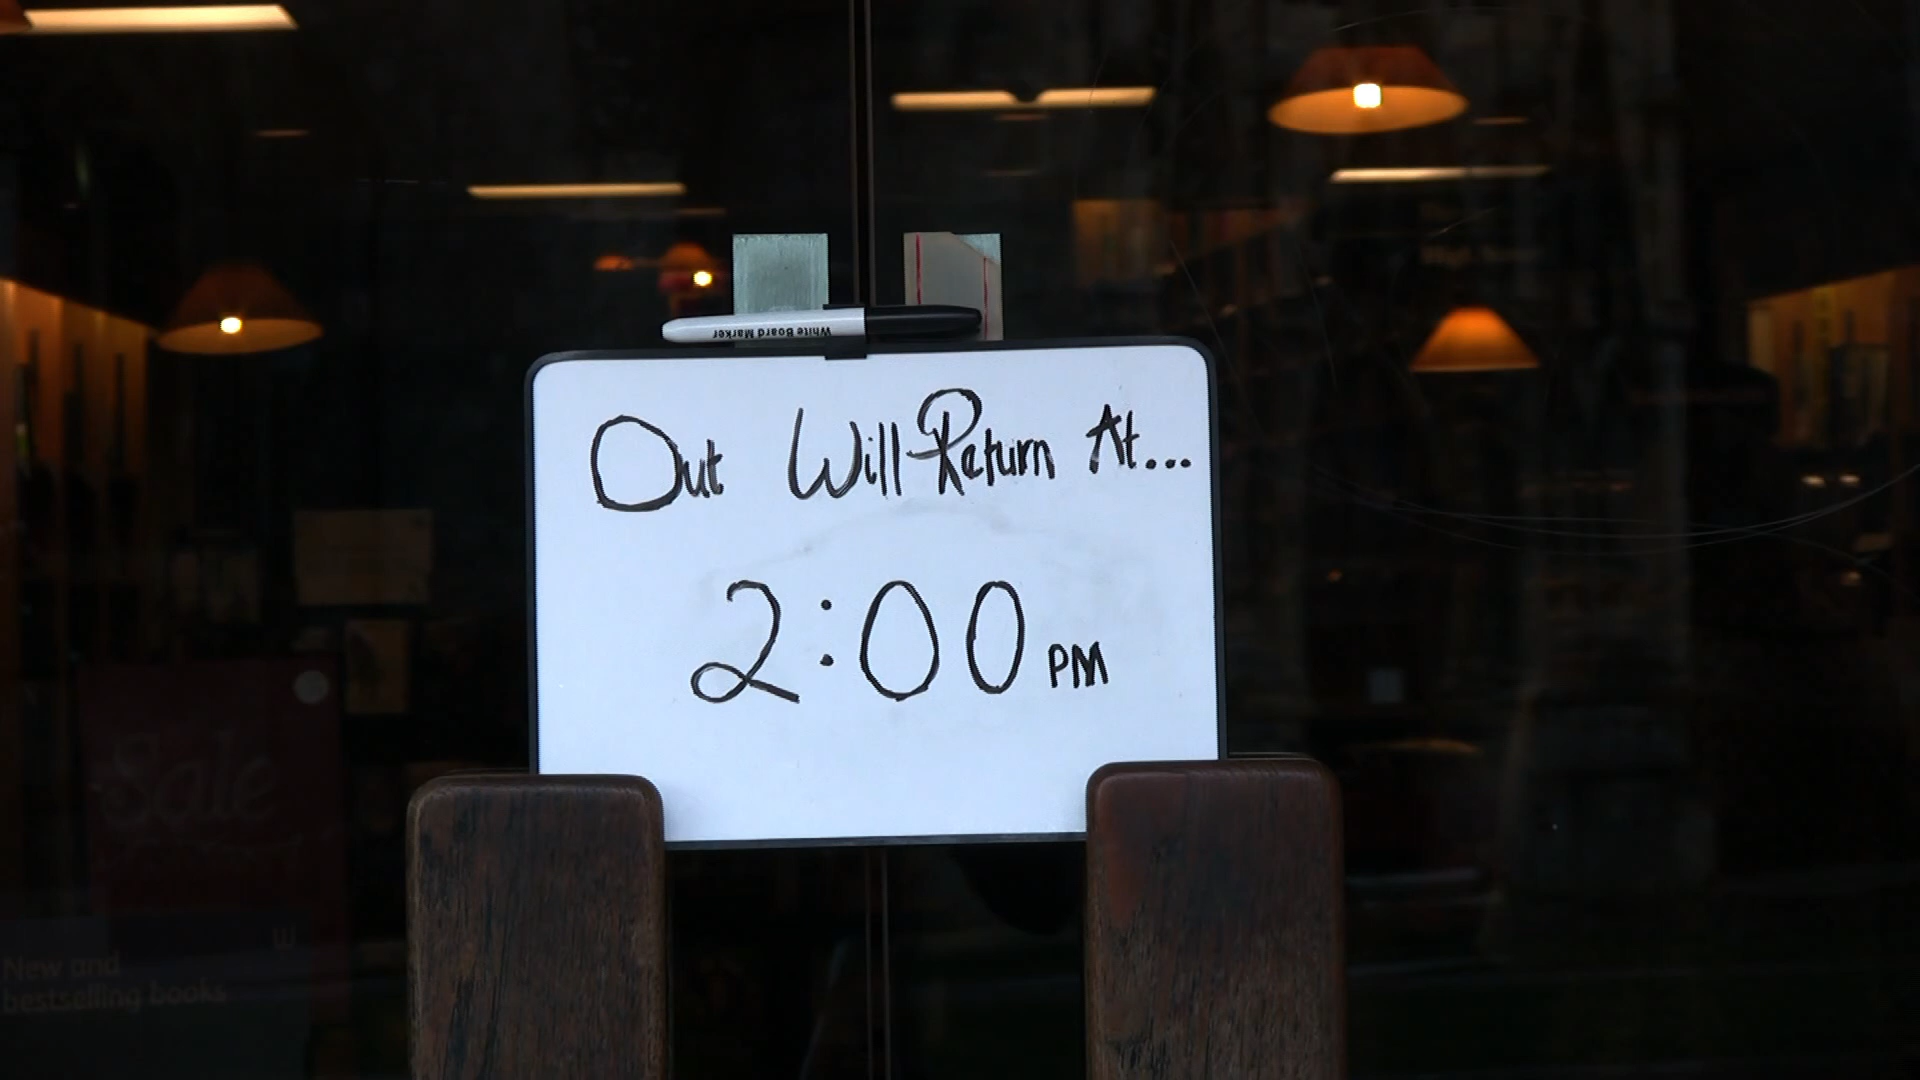 White Board Marker
Out Will Return At...
2:00 PM
Sale
New and
bestselling books